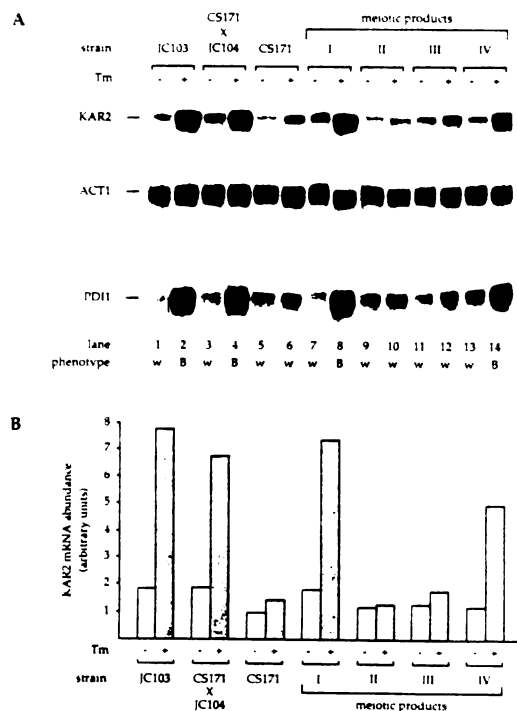 A
CS171
X
JC104
meiotic products
strain JC103 CS171 I II III IV
Tm - + - + - + - + - + - + - +
KAR2
ACT1
PDI1
lane 1 2 3 4 5 6 7 8 9 10 11 12 13 14
phenotype w B w B w w w B w w w w w B
B
KAR2 mRNA abundance
(arbitrary units)
8
7
6
5
4
3
2
1
Tm - + - + - + - + - + - + - +
strain JC103 CS171 CS171 I II III IV
X
JC104
meiotic products